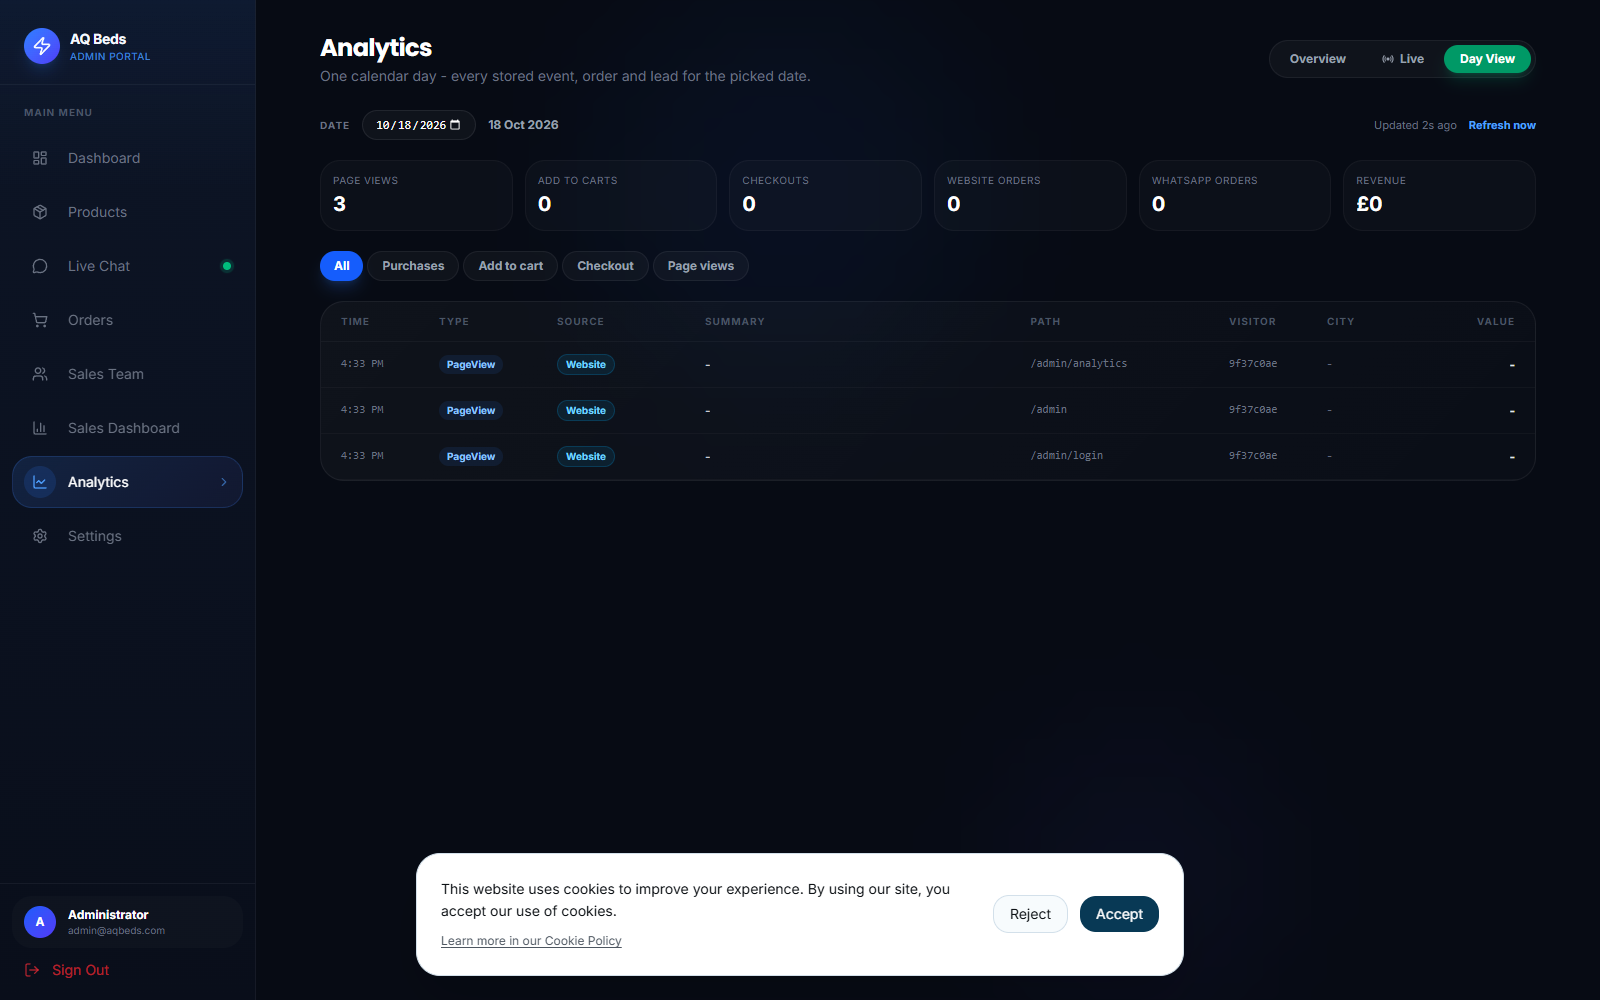 AQ Beds
ADMIN PORTAL
MAIN MENU
Dashboard
Products
Live Chat
Orders
Sales Team
Sales Dashboard
Analytics
Settings
A
Administrator
admin@aqbeds.com
Sign Out
Analytics
One calendar day - every stored event, order and lead for the picked date.
Overview Live Day View
DATE 10/18/2026 18 Oct 2026
Updated 2s ago Refresh now
PAGE VIEWS
3
ADD TO CARTS
0
CHECKOUTS
0
WEBSITE ORDERS
0
WHATSAPP ORDERS
0
REVENUE
£0
All Purchases Add to cart Checkout Page views
TIME TYPE SOURCE SUMMARY PATH VISITOR CITY VALUE
4:33 PM PageView Website - /admin/analytics 9f37c0ae - -
4:33 PM PageView Website - /admin 9f37c0ae - -
4:33 PM PageView Website - /admin/login 9f37c0ae - -
This website uses cookies to improve your experience. By using our site, you
accept our use of cookies.
Learn more in our Cookie Policy
Reject
Accept